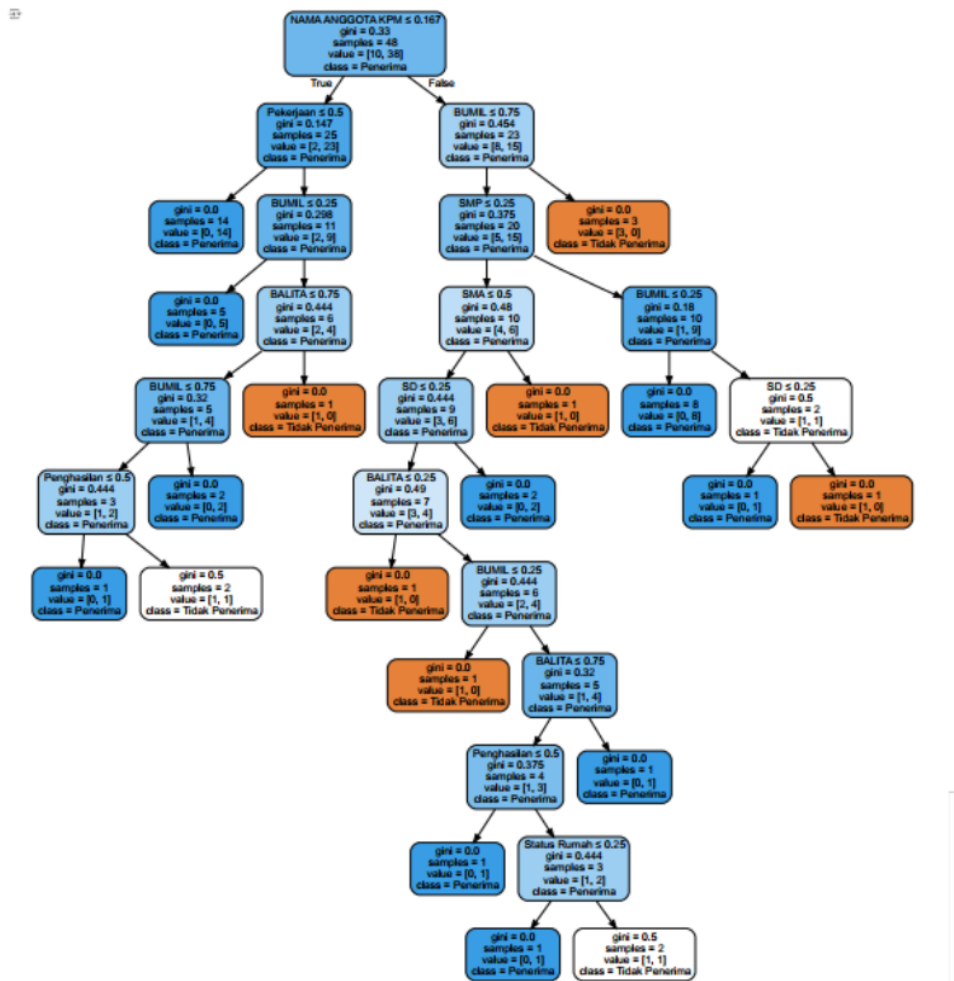 NAMA ANGGOTA KPM ≤ 0.167
gini = 0.33
samples = 48
value = [10, 38]
class = Penerima
True
False
Pekerjaan ≤ 0.5
gini = 0.147
samples = 25
value = [2, 23]
class = Penerima
BUMIL ≤ 0.75
gini = 0.454
samples = 23
value = [8, 15]
class = Penerima
gini = 0.0
samples = 14
value = [0, 14]
class = Penerima
BUMIL ≤ 0.25
gini = 0.298
samples = 11
value = [2, 9]
class = Penerima
SMP ≤ 0.25
gini = 0.375
samples = 20
value = [5, 15]
class = Penerima
gini = 0.0
samples = 3
value = [3, 0]
class = Tidak Penerima
gini = 0.0
samples = 5
value = [0, 5]
class = Penerima
BALITA ≤ 0.75
gini = 0.444
samples = 6
value = [2, 4]
class = Penerima
SMA ≤ 0.5
gini = 0.48
samples = 10
value = [4, 6]
class = Penerima
BUMIL ≤ 0.25
gini = 0.18
samples = 10
value = [1, 9]
class = Penerima
BUMIL ≤ 0.75
gini = 0.32
samples = 5
value = [1, 4]
class = Penerima
gini = 0.0
samples = 1
value = [1, 0]
class = Tidak Penerima
SD ≤ 0.25
gini = 0.444
samples = 9
value = [3, 6]
class = Penerima
gini = 0.0
samples = 1
value = [1, 0]
class = Tidak Penerima
gini = 0.0
samples = 8
value = [0, 8]
class = Penerima
SD ≤ 0.25
gini = 0.5
samples = 2
value = [1, 1]
class = Tidak Penerima
Penghasilan ≤ 0.5
gini = 0.444
samples = 3
value = [1, 2]
class = Penerima
gini = 0.0
samples = 2
value = [0, 2]
class = Penerima
BALITA ≤ 0.25
gini = 0.49
samples = 7
value = [3, 4]
class = Penerima
gini = 0.0
samples = 2
value = [0, 2]
class = Penerima
gini = 0.0
samples = 1
value = [0, 1]
class = Penerima
gini = 0.0
samples = 1
value = [1, 0]
class = Tidak Penerima
gini = 0.0
samples = 1
value = [0, 1]
class = Penerima
gini = 0.5
samples = 2
value = [1, 1]
class = Tidak Penerima
gini = 0.0
samples = 1
value = [1, 0]
class = Tidak Penerima
BUMIL ≤ 0.25
gini = 0.444
samples = 6
value = [2, 4]
class = Penerima
gini = 0.0
samples = 1
value = [1, 0]
class = Tidak Penerima
BALITA ≤ 0.75
gini = 0.32
samples = 5
value = [1, 4]
class = Penerima
Penghasilan ≤ 0.5
gini = 0.375
samples = 4
value = [1, 3]
class = Penerima
gini = 0.0
samples = 1
value = [0, 1]
class = Penerima
gini = 0.0
samples = 1
value = [0, 1]
class = Penerima
Status Rumah ≤ 0.25
gini = 0.444
samples = 3
value = [1, 2]
class = Penerima
gini = 0.0
samples = 1
value = [0, 1]
class = Penerima
gini = 0.5
samples = 2
value = [1, 1]
class = Tidak Penerima